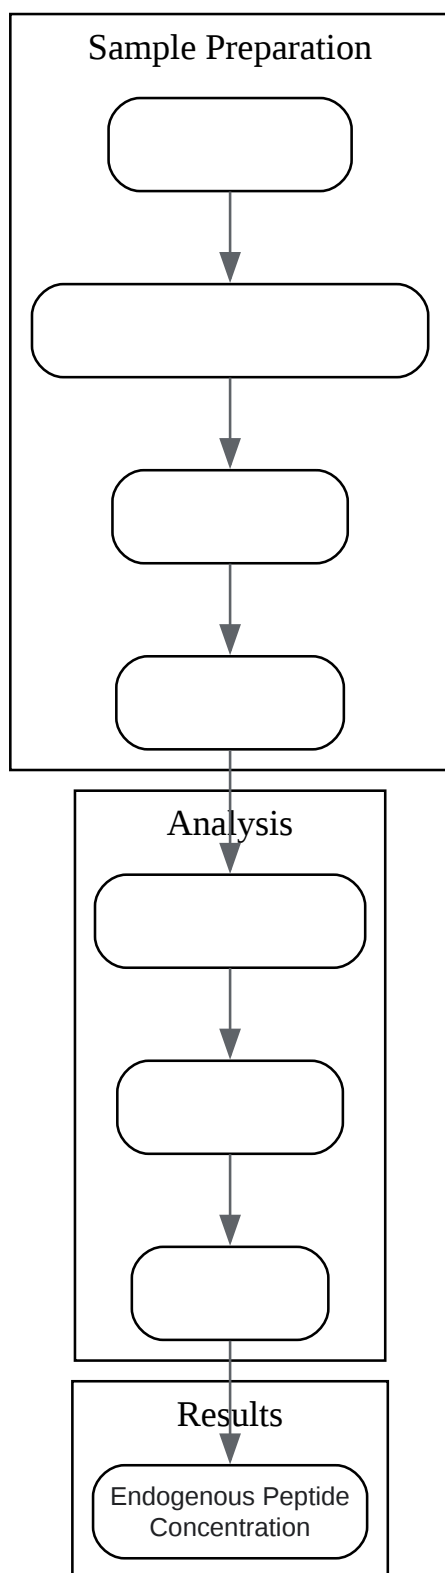 Sample Preparation
Analysis
Results
Endogenous Peptide
Concentration